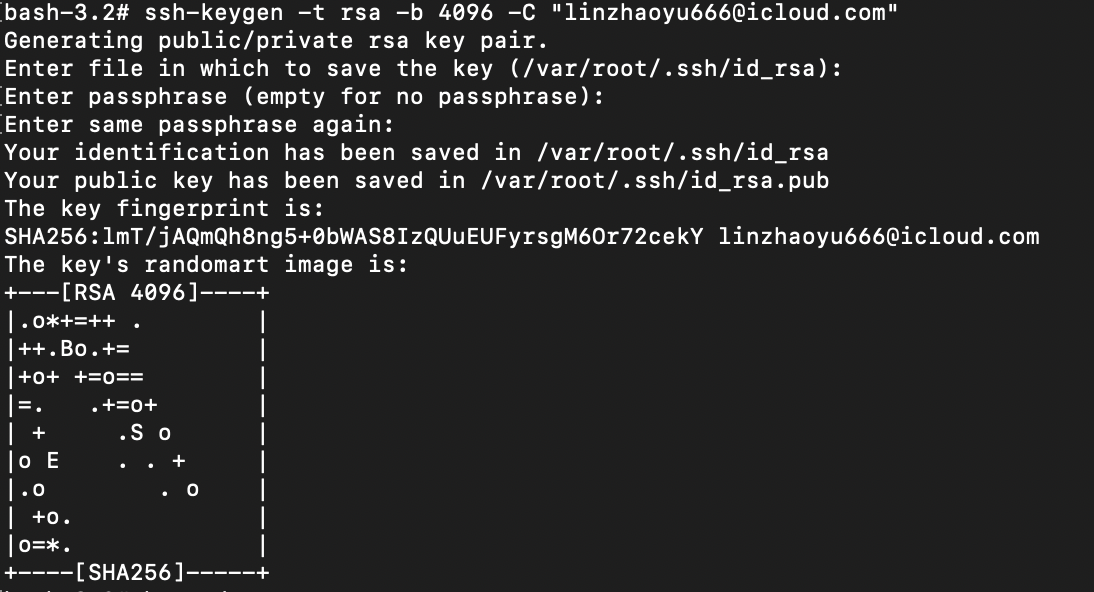 bash-3.2# ssh-keygen -t rsa -b 4096 -C "linzhaoyu666@icloud.com"
Generating public/private rsa key pair.
Enter file in which to save the key (/var/root/.ssh/id_rsa):
Enter passphrase (empty for no passphrase):
Enter same passphrase again:
Your identification has been saved in /var/root/.ssh/id_rsa
Your public key has been saved in /var/root/.ssh/id_rsa.pub
The key fingerprint is:
SHA256:lmT/jAQmQh8ng5+0bWAS8IzQUuEUFyrsgM6Or72cekY linzhaoyu666@icloud.com
The key's randomart image is:
+---[RSA 4096]----+
|.o*+=++ .        |
|++.Bo.+=         |
|+o+ +=o==        |
|=.   .+=o+       |
| +     .S o      |
|o E    . . +     |
|.o        . o    |
| +o.             |
|o=*.             |
+----[SHA256]-----+